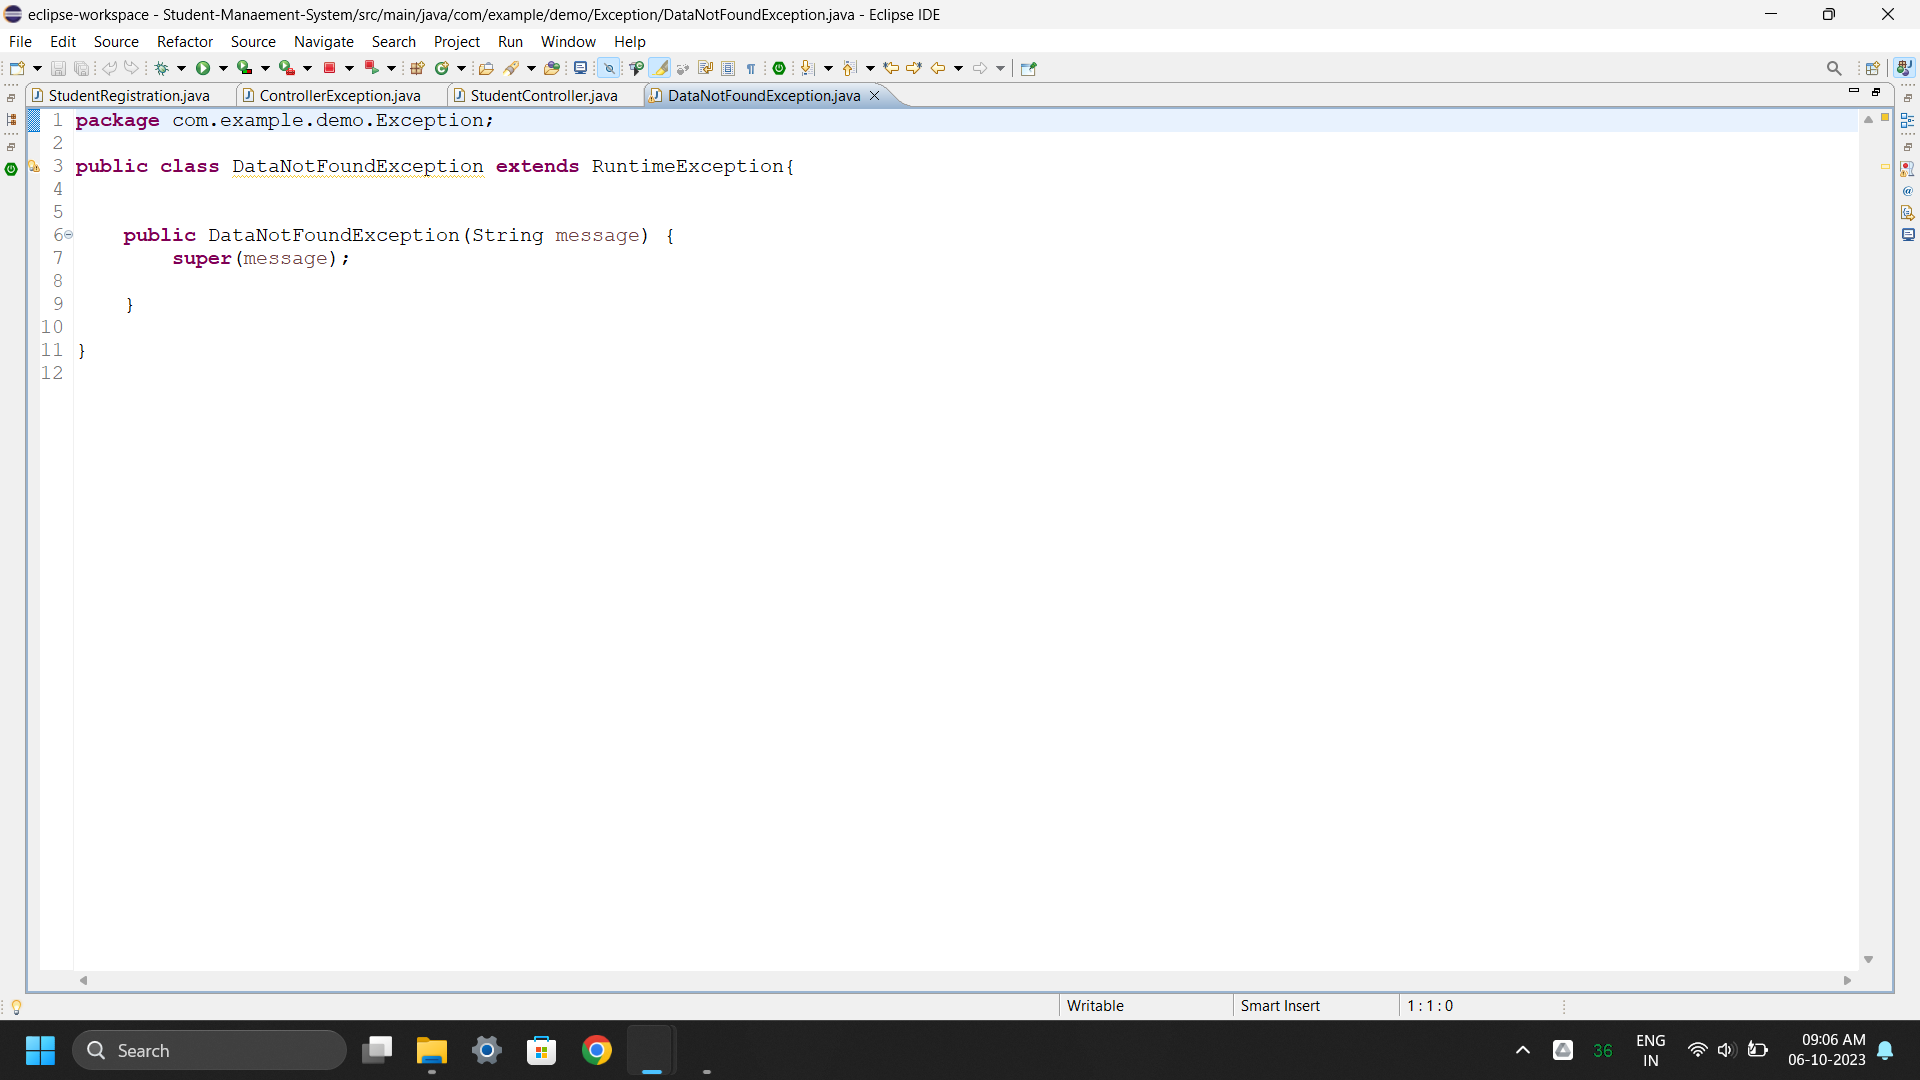 eclipse-workspace - Student-Manaement-System/src/main/java/com/example/demo/Exception/DataNotFoundException.java - Eclipse IDE
File Edit Source Refactor Source Navigate Search Project Run Window Help
StudentRegistration.java ControllerException.java StudentController.java DataNotFoundException.java
1 package com.example.demo.Exception;
2
3 public class DataNotFoundException extends RuntimeException{
4
5
6 public DataNotFoundException(String message) {
7 super(message);
8
9 }
10
11 }
12
Writable Smart Insert 1 : 1 : 0
Search
36
ENG
IN
09:06 AM
06-10-2023